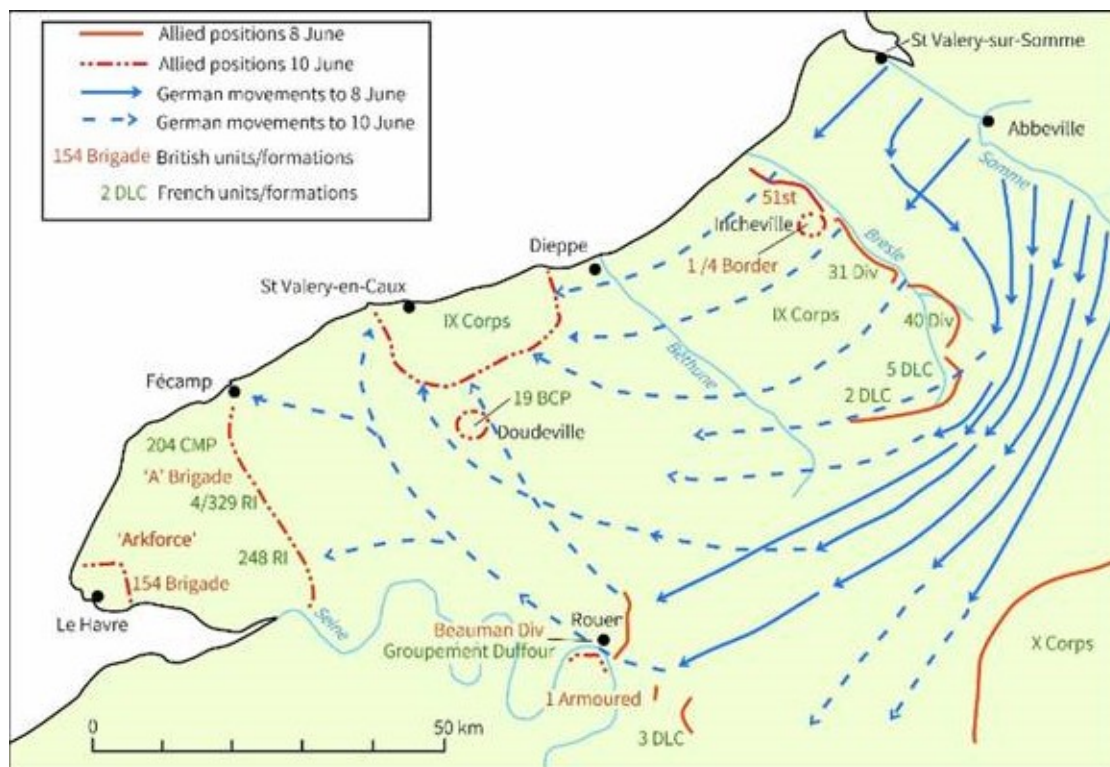 Allied positions 8 June
Allied positions 10 June
German movements to 8 June
German movements to 10 June
154 Brigade British units/formations
2 DLC French units/formations
St Valery-sur-Somme
Abbeville
Somme
51st
Incheville
1 /4 Border
Bresle
31 Div
Dieppe
St Valery-en-Caux
IX Corps
IX Corps
40 Div
Béthune
5 DLC
Fécamp
2 DLC
19 BCP
Doudeville
204 CMP
'A' Brigade
4/329 RI
'Arkforce'
248 RI
154 Brigade
Le Havre
Seine
Rouer
Beauman Div
Groupement Duffour
X Corps
1 Armoured
3 DLC
0
50 km